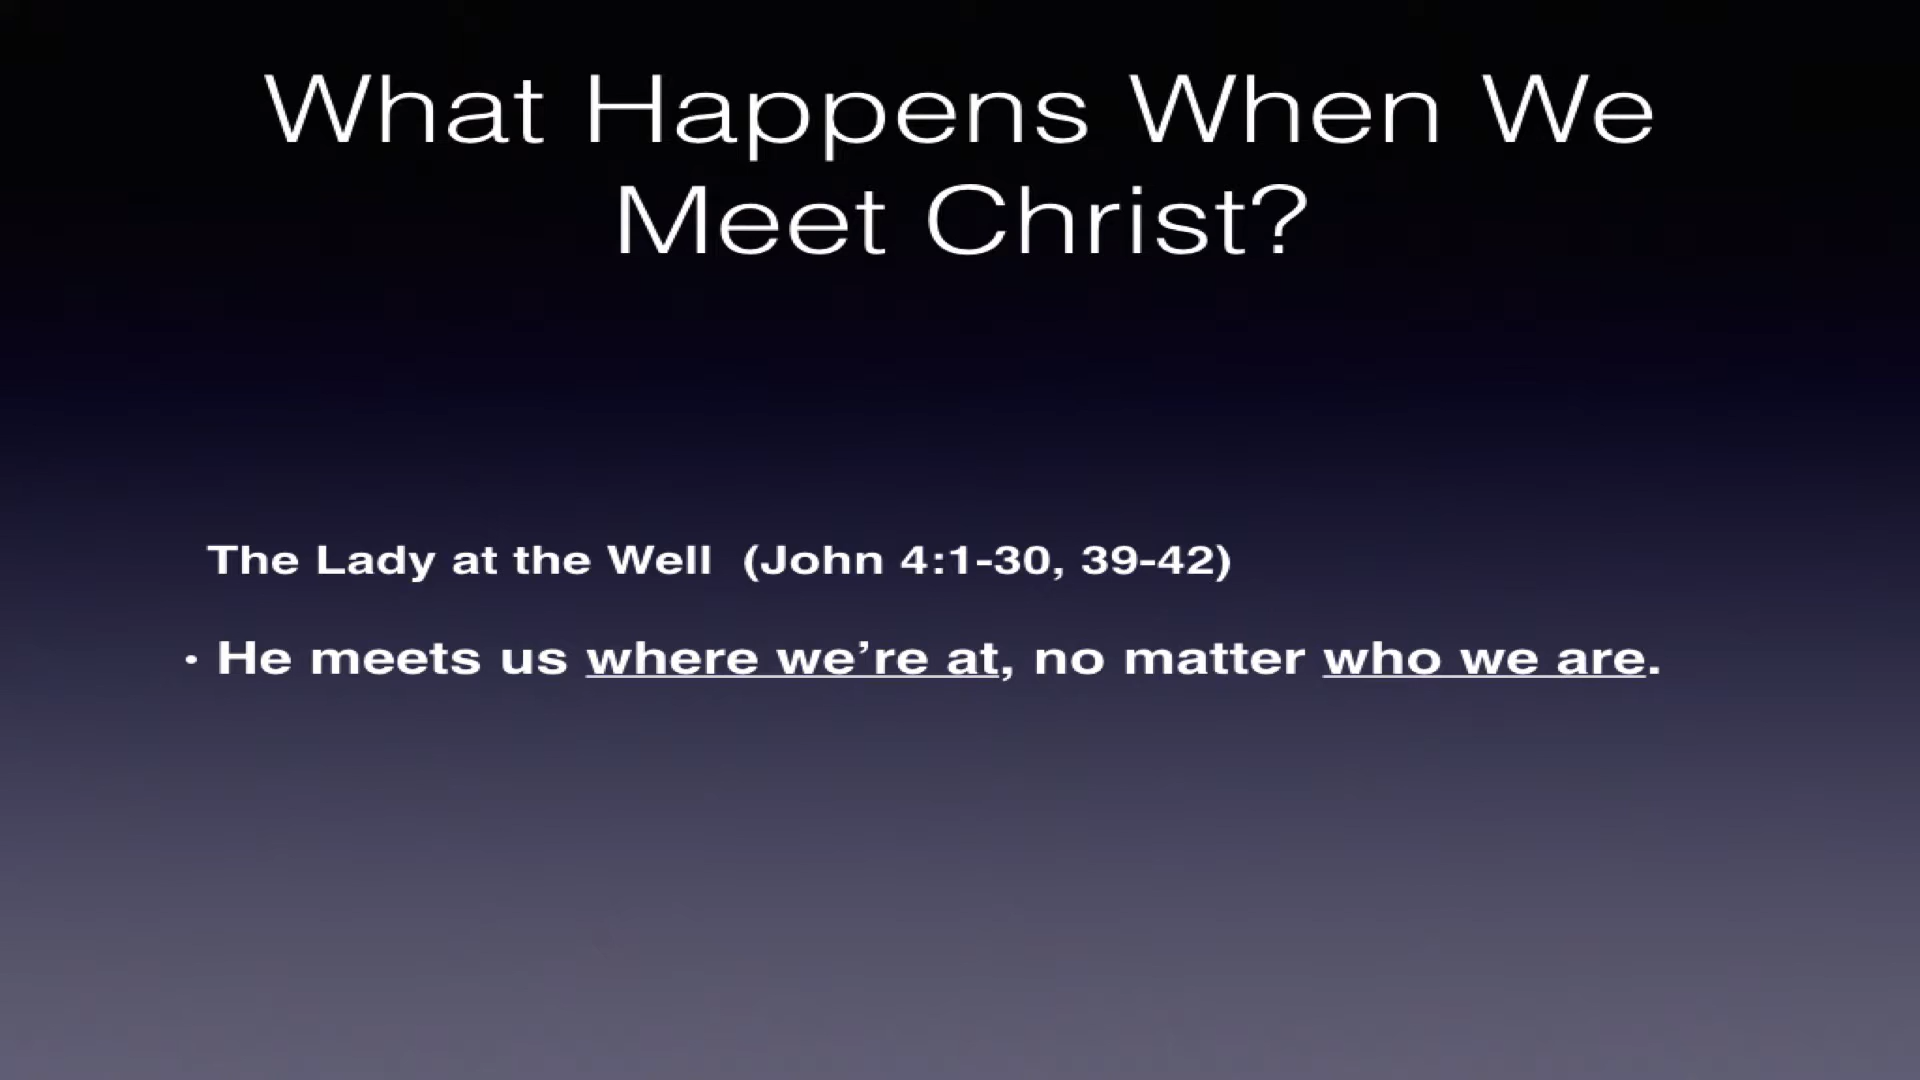 What Happens When We
Meet Christ?
The Lady at the Well  (John 4:1-30, 39-42)
• He meets us where we’re at, no matter who we are.